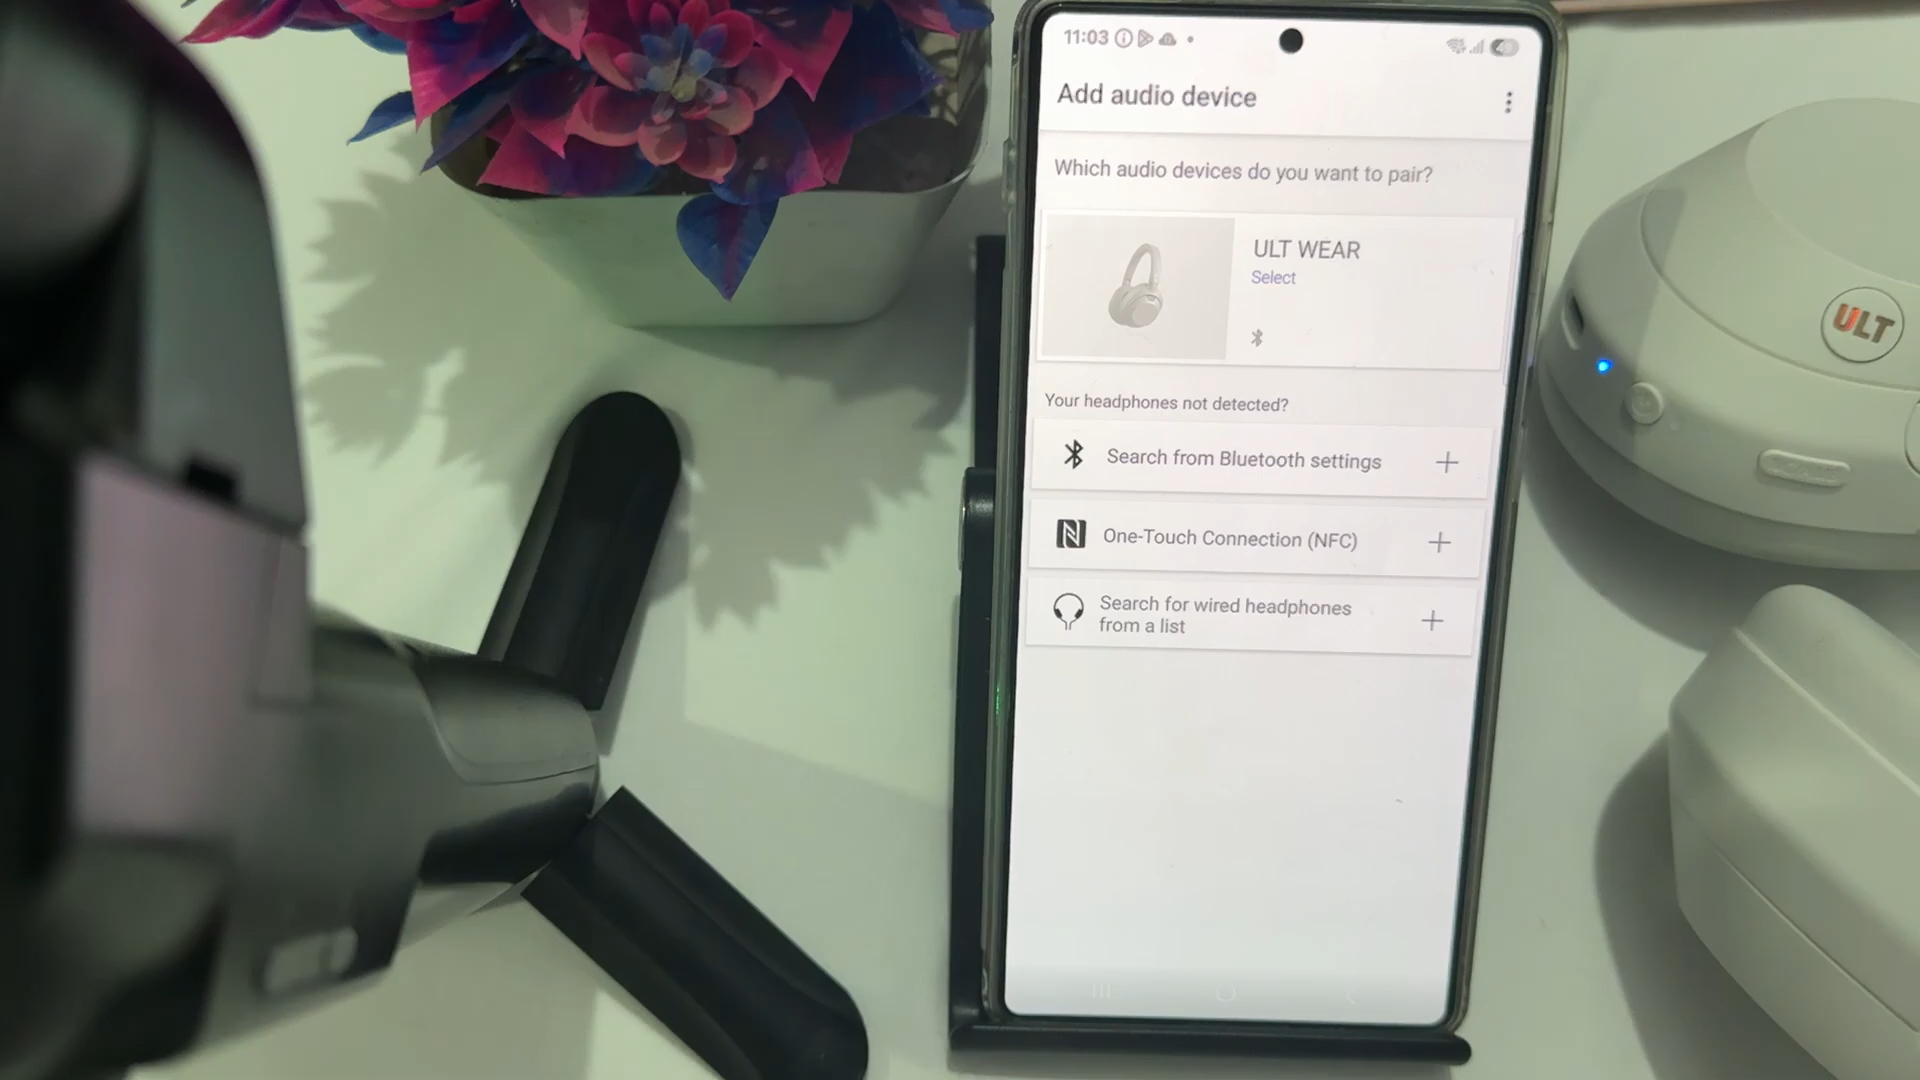 11:03
Add audio device
Which audio devices do you want to pair?
ULT WEAR
Select
Your headphones not detected?
Search from Bluetooth settings
One-Touch Connection (NFC)
Search for wired headphones
from a list
ULT